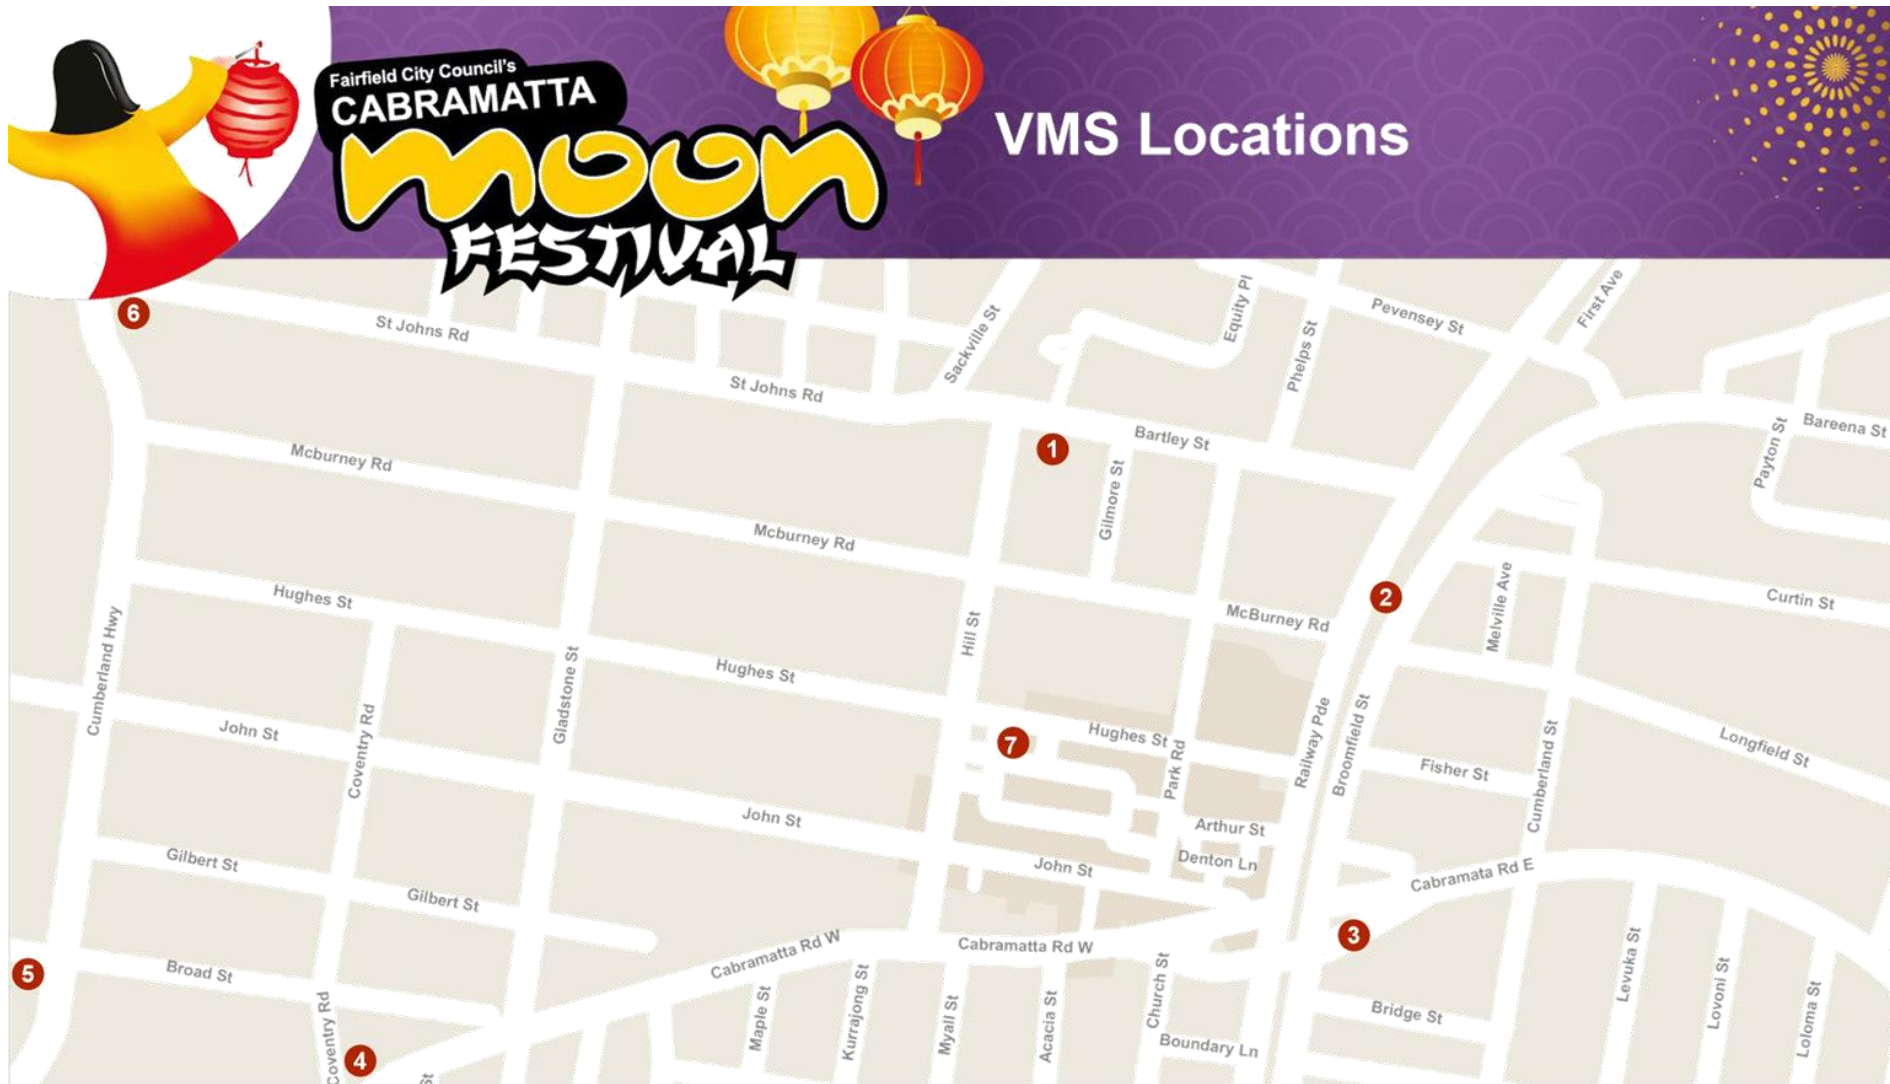 Fairfield City Council's
CABRAMATTA
moon
FESTIVAL
VMS Locations
6
St Johns Rd
St Johns Rd
Sackville St
Equity Pl
Phelps St
Pevensey St
First Ave
Mcburney Rd
Mcburney Rd
1
Bartley St
Gilmore St
Payton St
Bareena St
Hughes St
Hughes St
Cumberland Hwy
Gladstone St
Hill St
McBurney Rd
2
Melville Ave
Curtin St
John St
Coventry Rd
7
Hughes St
Park Rd
Railway Pde
Broomfield St
Fisher St
Cumberland St
Longfield St
John St
Arthur St
Denton Ln
John St
Gilbert St
Gilbert St
Cabramata Rd E
Cabramatta Rd W
Cabramatta Rd W
3
5
Broad St
Coventry Rd
4
St
Maple St
Kurrajong St
Myall St
Acacia St
Church St
Boundary Ln
Bridge St
Levuka St
Lovoni St
Loloma St